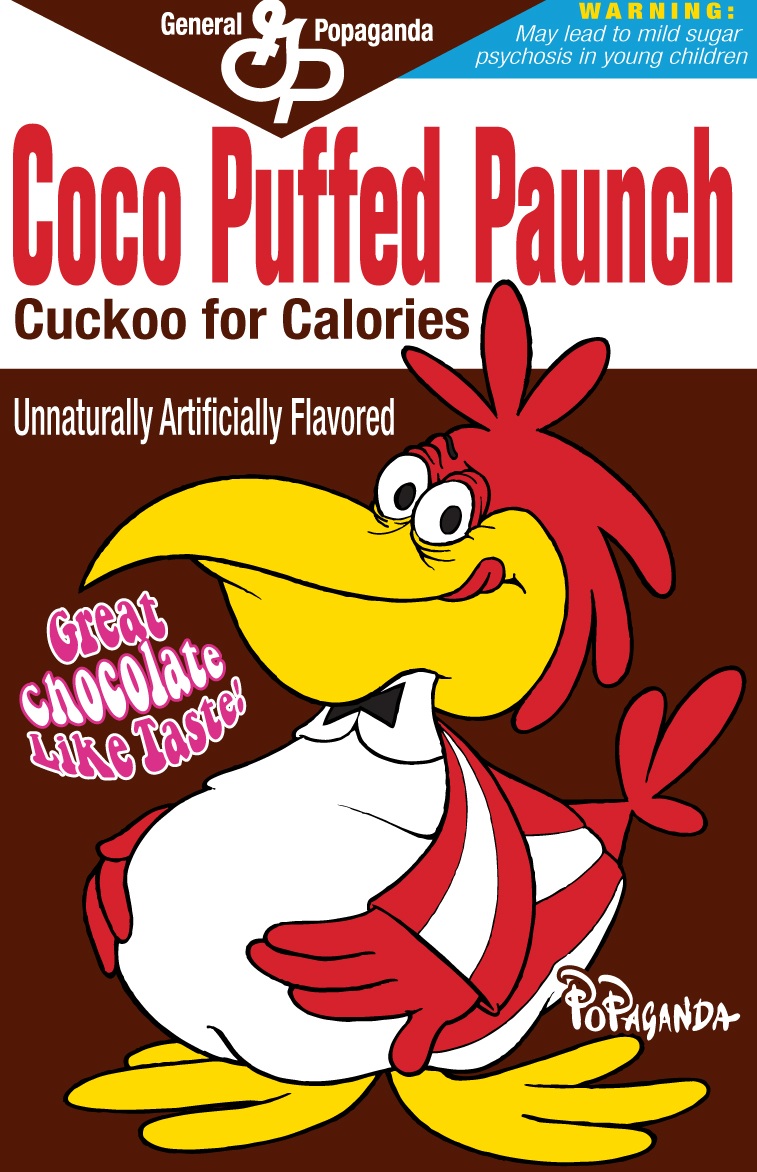 General GP Popaganda
WARNING:
May lead to mild sugar
psychosis in young children
Coco Puffed Paunch
Cuckoo for Calories
Unnaturally Artificially Flavored
Great
Chocolate
Like Taste!
POPAGANDA